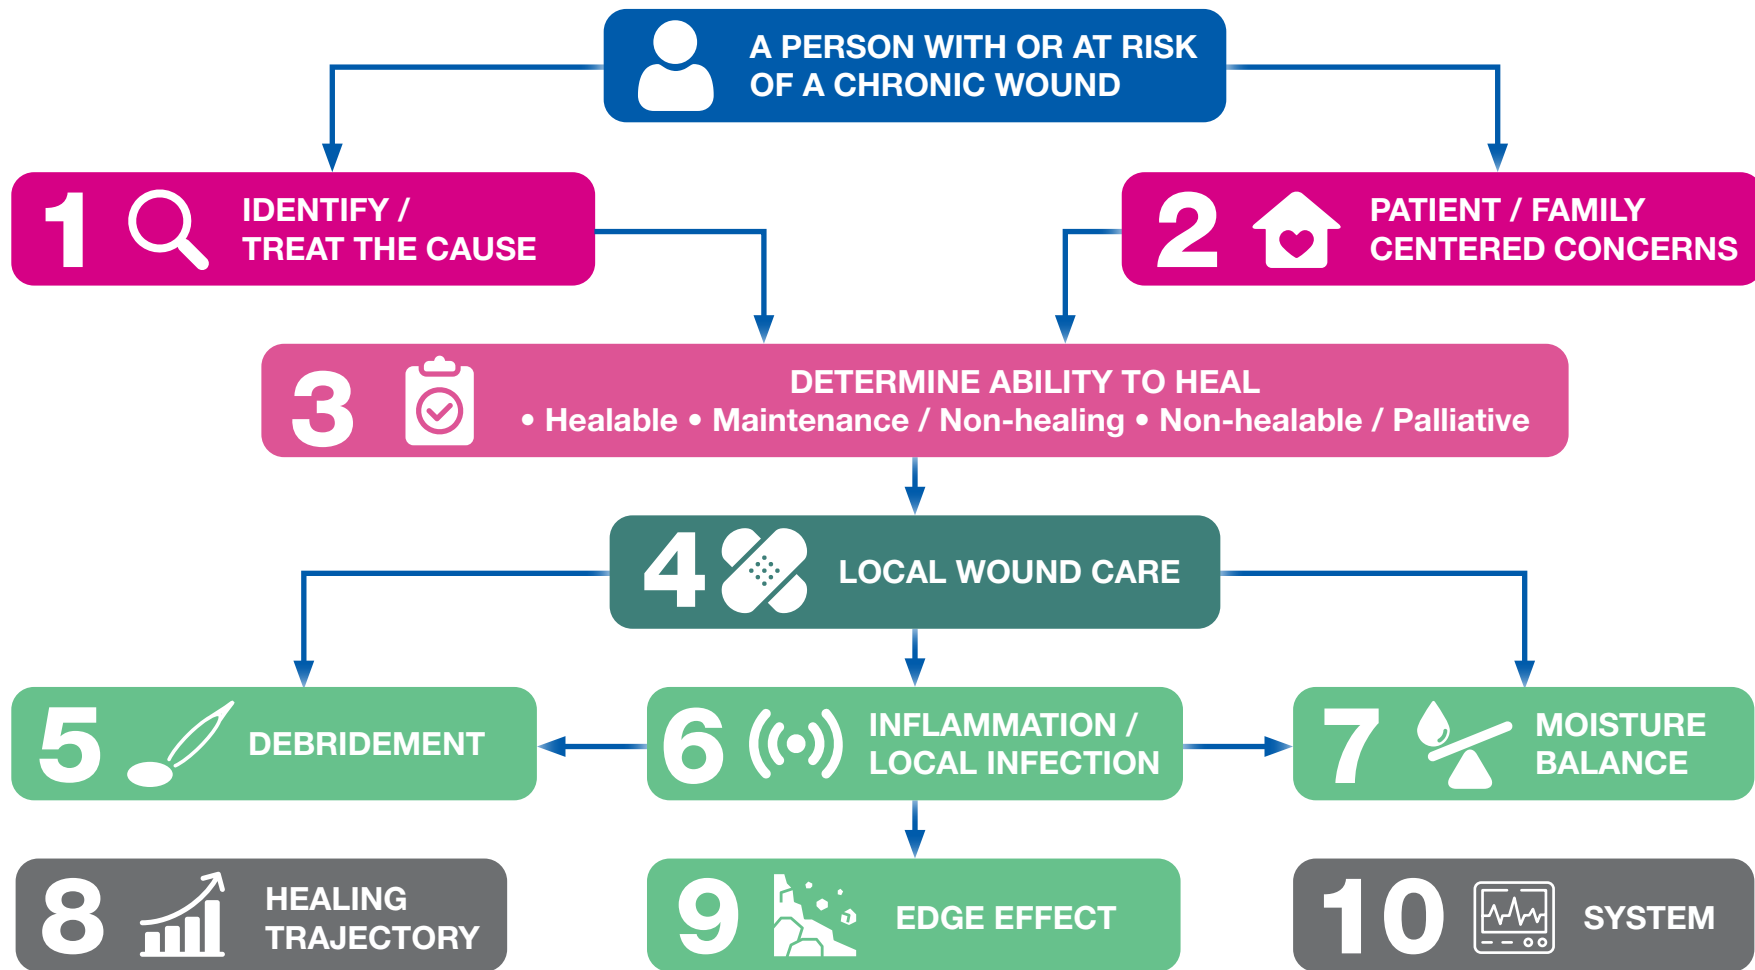 A PERSON WITH OR AT RISK
OF A CHRONIC WOUND
1
IDENTIFY /
TREAT THE CAUSE
2
PATIENT / FAMILY
CENTERED CONCERNS
3
DETERMINE ABILITY TO HEAL
• Healable • Maintenance / Non-healing • Non-healable / Palliative
4
LOCAL WOUND CARE
5
DEBRIDEMENT
6
INFLAMMATION /
LOCAL INFECTION
7
MOISTURE
BALANCE
8
HEALING
TRAJECTORY
9
EDGE EFFECT
10
SYSTEM